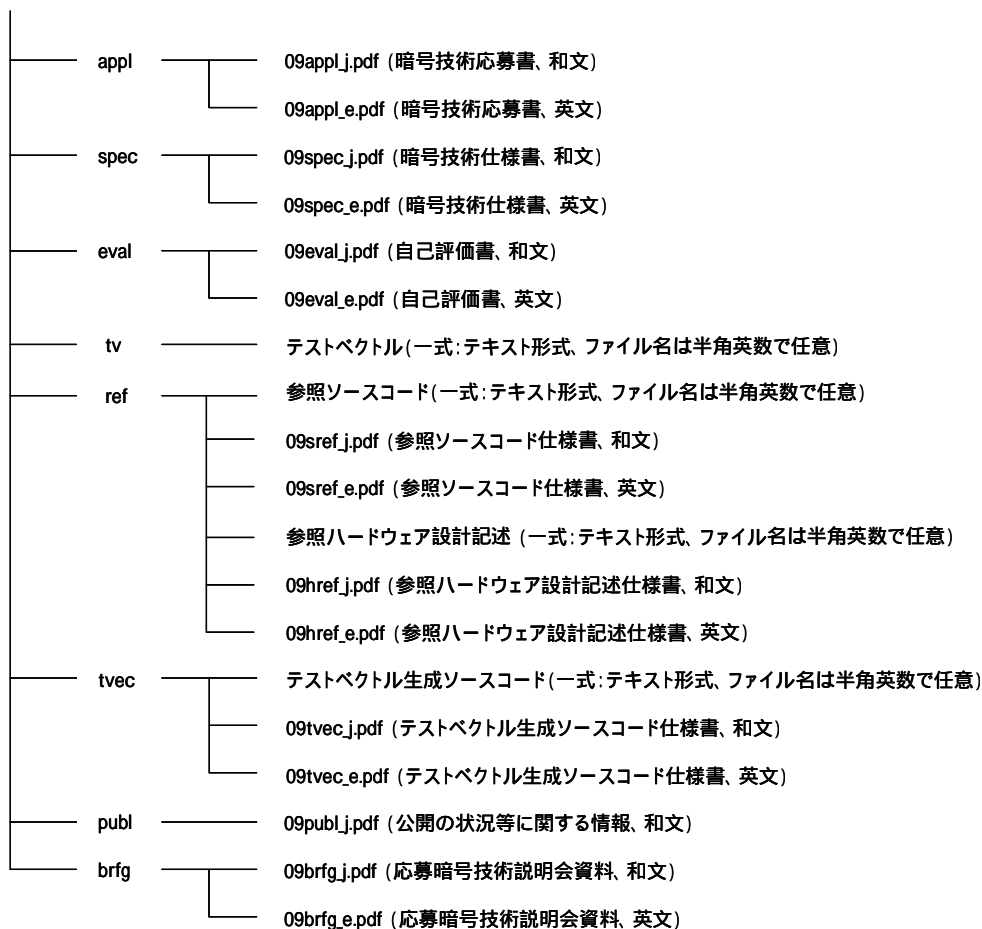 appl 09appl_j.pdf (暗号技術応募書、和文)
09appl_e.pdf (暗号技術応募書、英文)
spec 09spec_j.pdf (暗号技術仕様書、和文)
09spec_e.pdf (暗号技術仕様書、英文)
eval 09eval_j.pdf (自己評価書、和文)
09eval_e.pdf (自己評価書、英文)
tv テストベクトル(一式:テキスト形式、ファイル名は半角英数で任意)
ref 参照ソースコード(一式:テキスト形式、ファイル名は半角英数で任意)
09sref_j.pdf (参照ソースコード仕様書、和文)
09sref_e.pdf (参照ソースコード仕様書、英文)
参照ハードウェア設計記述 (一式:テキスト形式、ファイル名は半角英数で任意)
09href_j.pdf (参照ハードウェア設計記述仕様書、和文)
09href_e.pdf (参照ハードウェア設計記述仕様書、英文)
tvec テストベクトル生成ソースコード(一式:テキスト形式、ファイル名は半角英数で任意)
09tvec_j.pdf (テストベクトル生成ソースコード仕様書、和文)
09tvec_e.pdf (テストベクトル生成ソースコード仕様書、英文)
publ 09publ_j.pdf (公開の状況等に関する情報、和文)
brfg 09brfg_j.pdf (応募暗号技術説明会資料、和文)
09brfg_e.pdf (応募暗号技術説明会資料、英文)